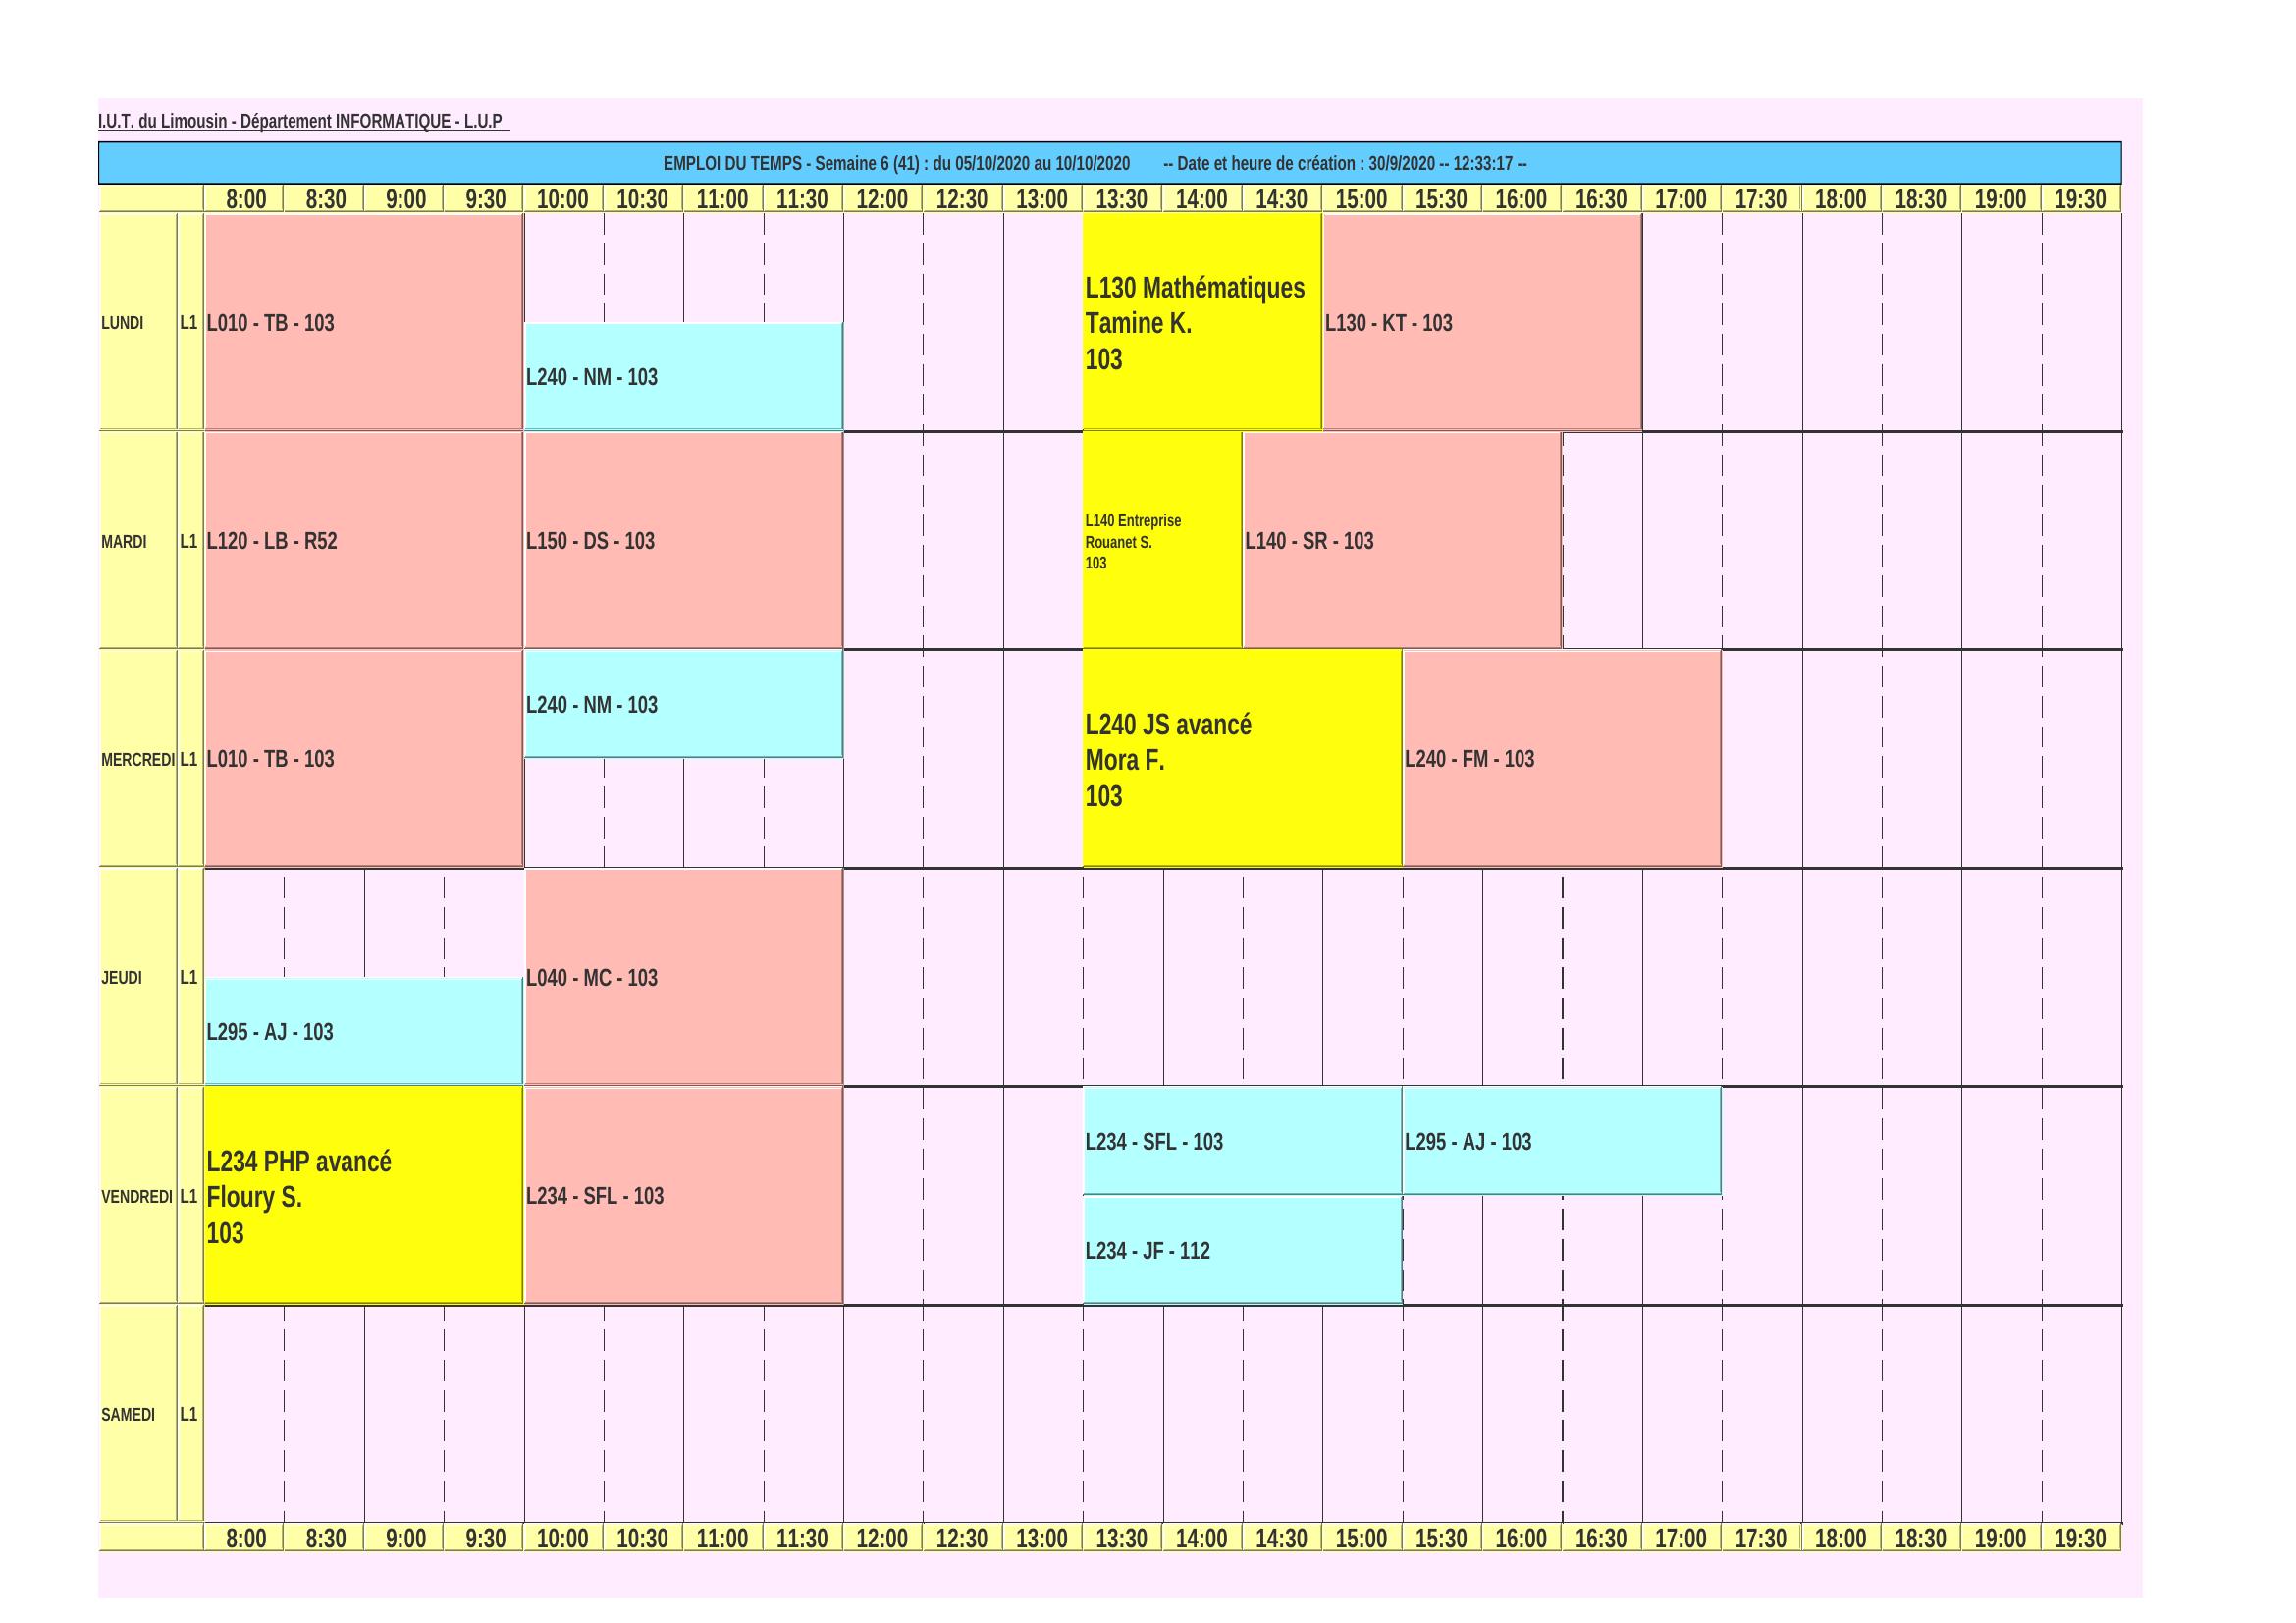 I.U.T. du Limousin - Département INFORMATIQUE - L.U.P
EMPLOI DU TEMPS - Semaine 6 (41) : du 05/10/2020 au 10/10/2020 -- Date et heure de création : 30/9/2020 -- 12:33:17 --
8:00 8:30 9:00 9:30 10:00 10:30 11:00 11:30 12:00 12:30 13:00 13:30 14:00 14:30 15:00 15:30 16:00 16:30 17:00 17:30 18:00 18:30 19:00 19:30
LUNDI L1 L010 - TB - 103
L240 - NM - 103
L130 Mathématiques
Tamine K.
103
L130 - KT - 103
MARDI L1 L120 - LB - R52
L150 - DS - 103
L140 Entreprise
Rouanet S.
103
L140 - SR - 103
MERCREDI L1 L010 - TB - 103
L240 - NM - 103
L240 JS avancé
Mora F.
103
L240 - FM - 103
JEUDI L1
L295 - AJ - 103
L040 - MC - 103
VENDREDI L1
L234 PHP avancé
Floury S.
103
L234 - SFL - 103
L234 - SFL - 103
L295 - AJ - 103
L234 - JF - 112
SAMEDI L1
8:00 8:30 9:00 9:30 10:00 10:30 11:00 11:30 12:00 12:30 13:00 13:30 14:00 14:30 15:00 15:30 16:00 16:30 17:00 17:30 18:00 18:30 19:00 19:30